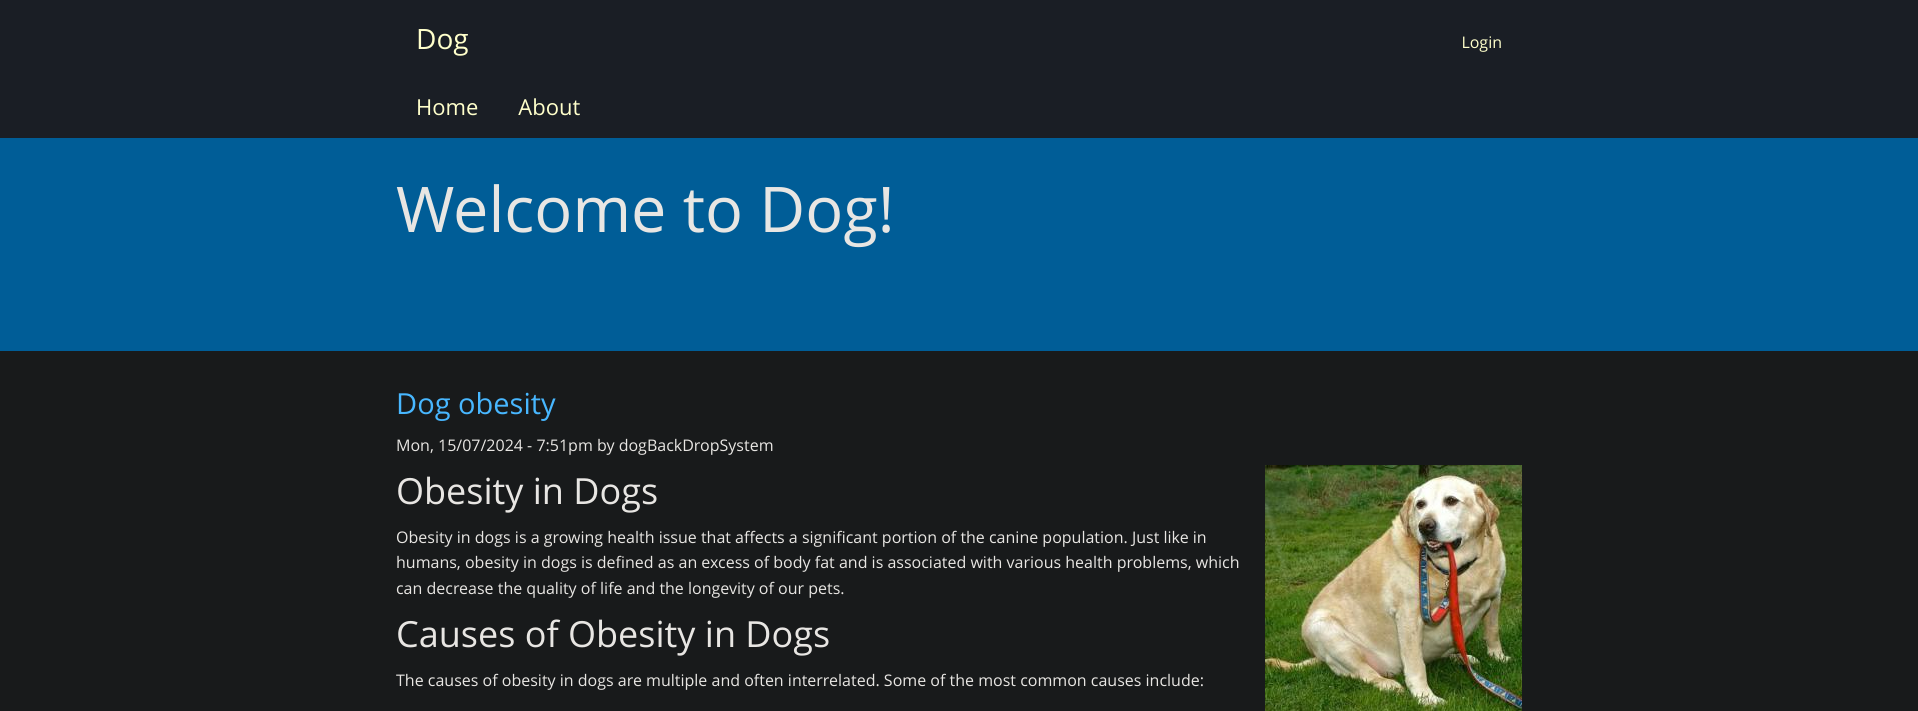 Dog
Login
Home
About
Welcome to Dog!
Dog obesity
Mon, 15/07/2024 - 7:51pm by dogBackDropSystem
Obesity in Dogs
Obesity in dogs is a growing health issue that affects a significant portion of the canine population. Just like in
humans, obesity in dogs is defined as an excess of body fat and is associated with various health problems, which
can decrease the quality of life and the longevity of our pets.
Causes of Obesity in Dogs
The causes of obesity in dogs are multiple and often interrelated. Some of the most common causes include: